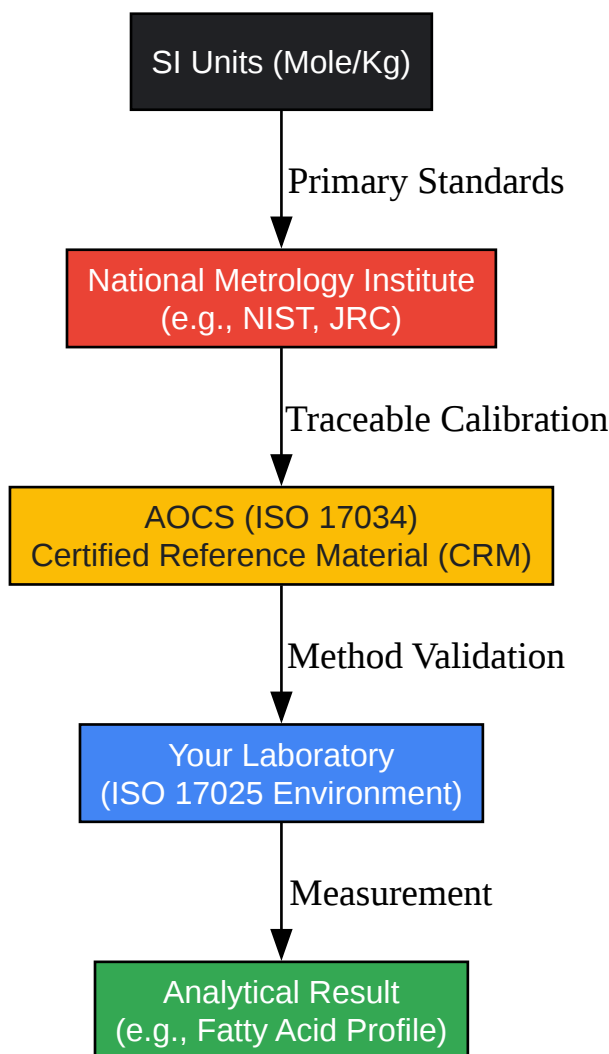 SI Units (Mole/Kg)
Primary Standards
National Metrology Institute
(e.g., NIST, JRC)
Traceable Calibration
AOCS (ISO 17034)
Certified Reference Material (CRM)
Method Validation
Your Laboratory
(ISO 17025 Environment)
Measurement
Analytical Result
(e.g., Fatty Acid Profile)